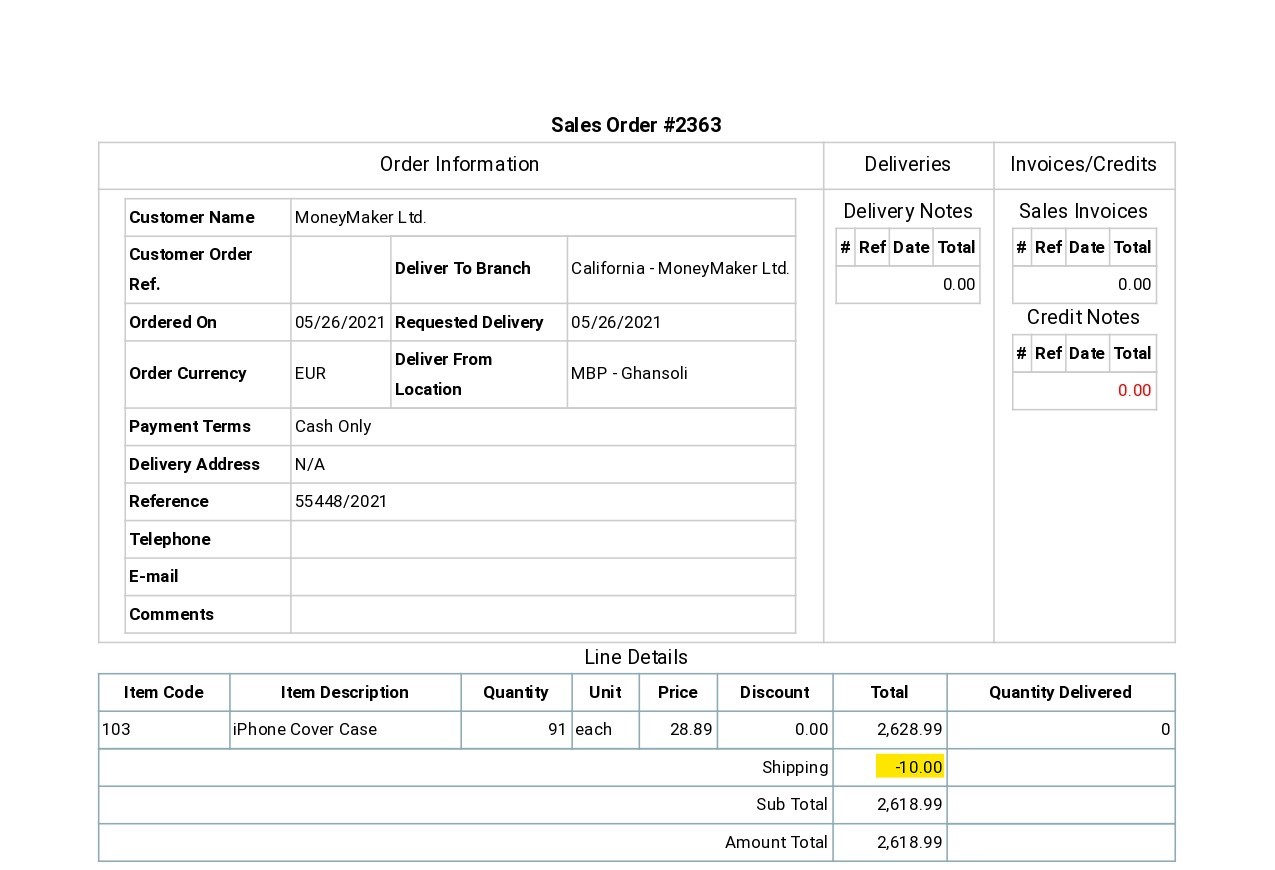 Sales Order #2363
Order Information
Deliveries
Invoices/Credits
Customer Name MoneyMaker Ltd.
Customer Order Ref. Deliver To Branch California - MoneyMaker Ltd.
Ordered On 05/26/2021 Requested Delivery 05/26/2021
Order Currency EUR Deliver From Location MBP - Ghansoli
Payment Terms Cash Only
Delivery Address N/A
Reference 55448/2021
Telephone
E-mail
Comments
Delivery Notes
# Ref Date Total
0.00
Sales Invoices
# Ref Date Total
0.00
Credit Notes
# Ref Date Total
0.00
Line Details
Item Code Item Description Quantity Unit Price Discount Total Quantity Delivered
103 iPhone Cover Case 91 each 28.89 0.00 2,628.99 0
Shipping -10.00
Sub Total 2,618.99
Amount Total 2,618.99